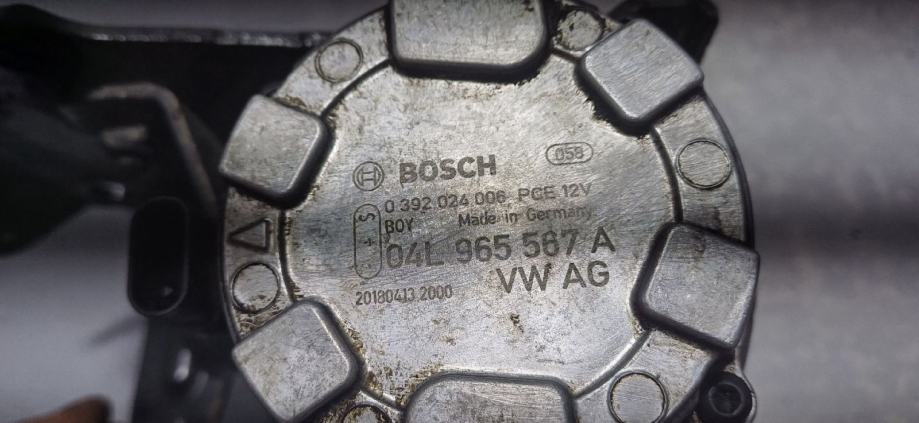 BOSCH 058
0 392 024 006 PCE 12V
BOY Made in Germany
S + -
04L 965 567 A
VW AG
20180413 2000